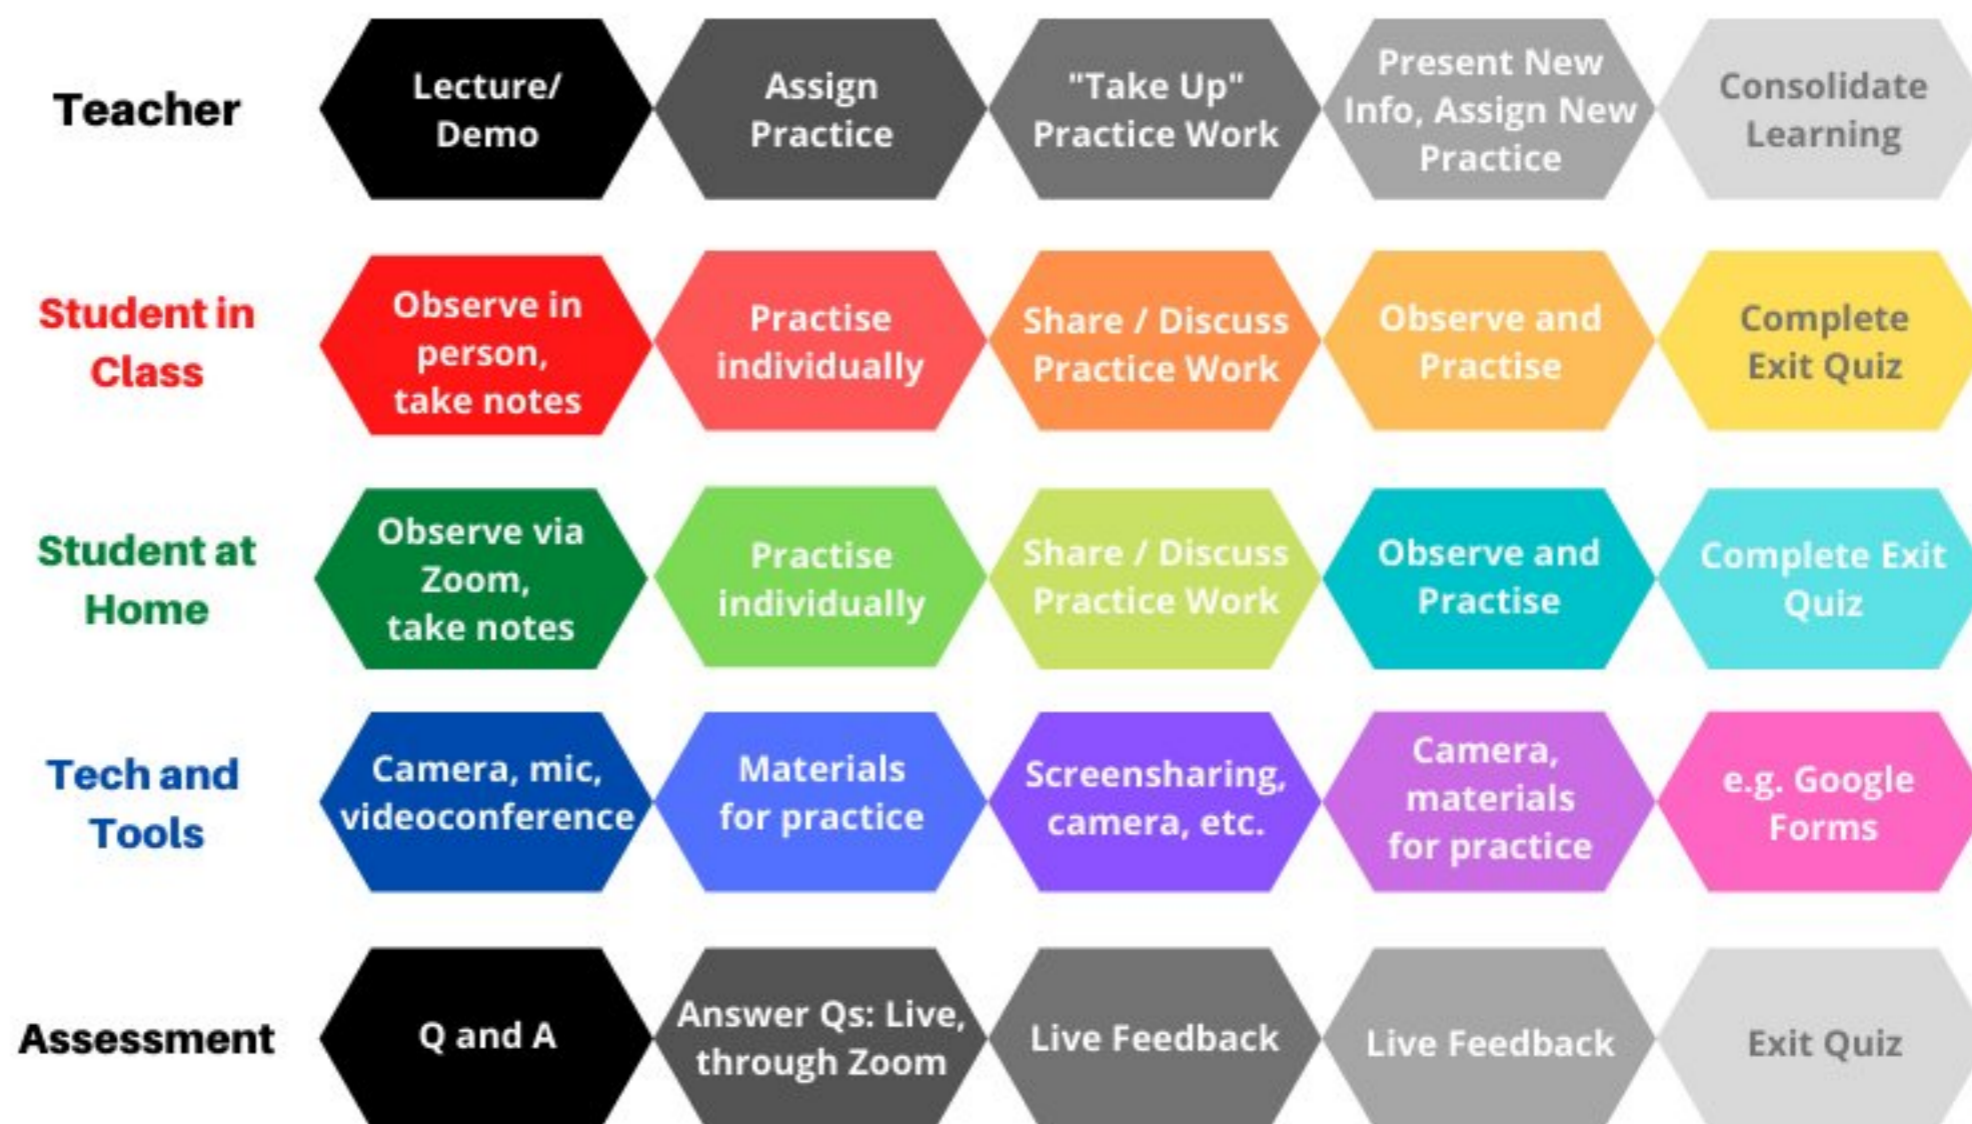 Teacher
Lecture/
Demo
Assign
Practice
"Take Up"
Practice Work
Present New
Info, Assign New
Practice
Consolidate
Learning
Student in
Class
Observe in
person,
take notes
Practise
individually
Share / Discuss
Practice Work
Observe and
Practise
Complete
Exit Quiz
Student at
Home
Observe via
Zoom,
take notes
Practise
individually
Share / Discuss
Practice Work
Observe and
Practise
Complete Exit
Quiz
Tech and
Tools
Camera, mic,
videoconference
Materials
for practice
Screensharing,
camera, etc.
Camera,
materials
for practice
e.g. Google
Forms
Assessment
Q and A
Answer Qs: Live,
through Zoom
Live Feedback
Live Feedback
Exit Quiz